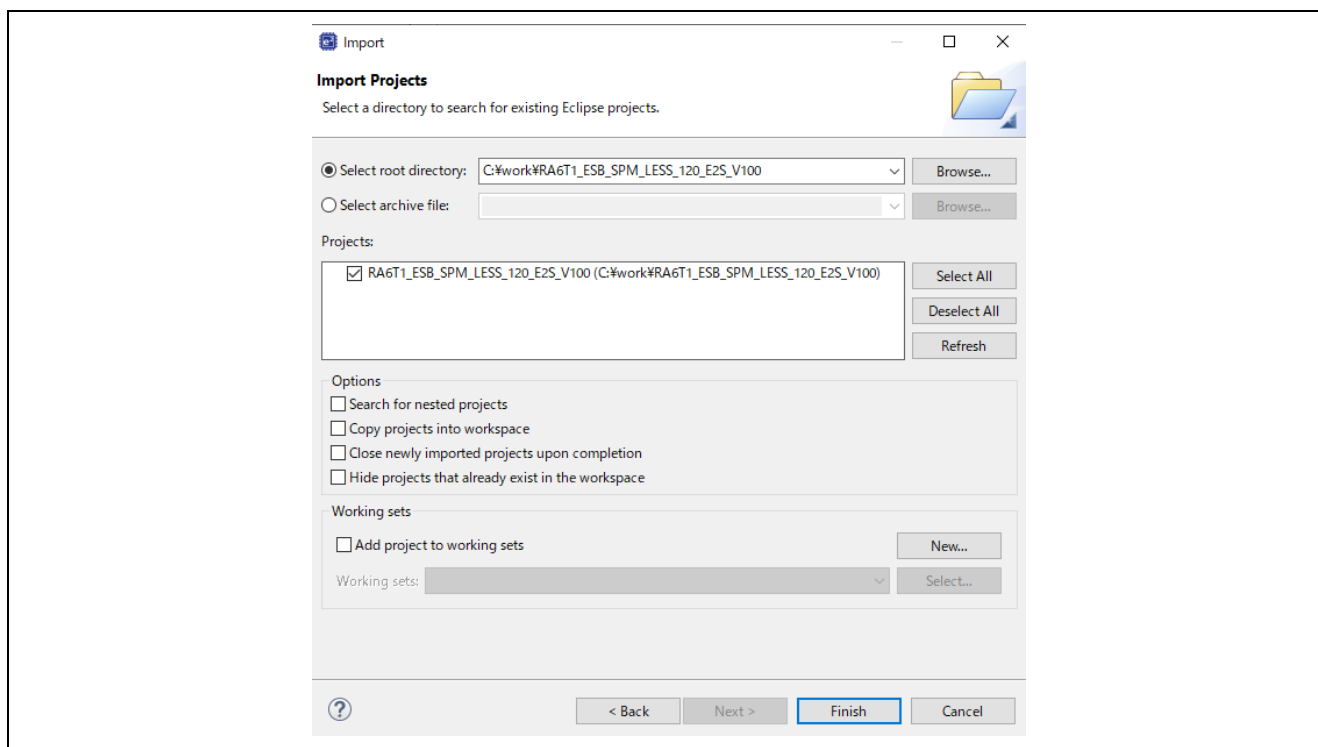 Import
Import Projects
Select a directory to search for existing Eclipse projects.
Select root directory: C:¥work¥RA6T1_ESB_SPM_LESS_120_E2S_V100 Browse...
Select archive file: Browse...
Projects:
RA6T1_ESB_SPM_LESS_120_E2S_V100 (C:¥work¥RA6T1_ESB_SPM_LESS_120_E2S_V100)
Select All
Deselect All
Refresh
Options
Search for nested projects
Copy projects into workspace
Close newly imported projects upon completion
Hide projects that already exist in the workspace
Working sets
Add project to working sets New...
Working sets: Select...
? < Back Next > Finish Cancel